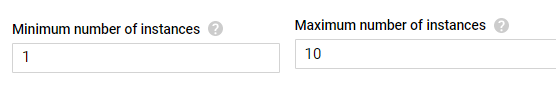 Minimum number of instances ?
Maximum number of instances ?
1
10